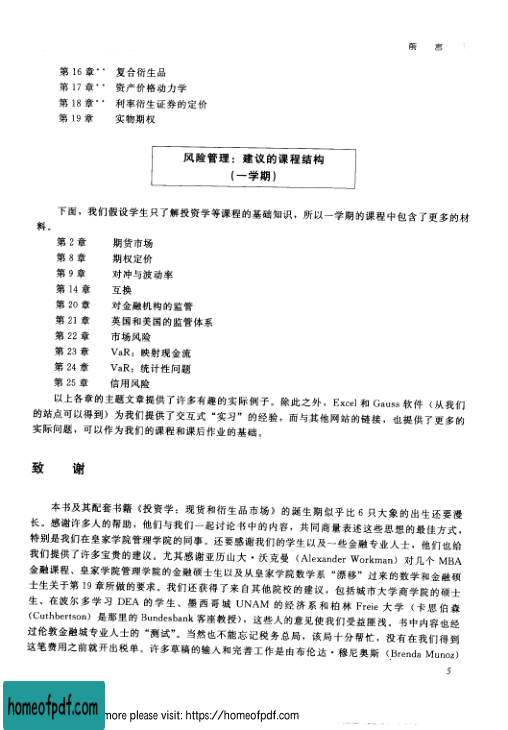 前 言
第 16 章** 复合衍生品
第 17 章** 资产价格动力学
第 18 章** 利率衍生证券的定价
第 19 章 实物期权
风险管理：建议的课程结构
（一学期）
下面，我们假设学生只了解投资学等课程的基础知识，所以一学期的课程中包含了更多的材
料。
第 2 章 期货市场
第 8 章 期权定价
第 9 章 对冲与波动率
第 14 章 互换
第 20 章 对金融机构的监管
第 21 章 英国和美国的监管体系
第 22 章 市场风险
第 23 章 VaR：映射现金流
第 24 章 VaR：统计性问题
第 25 章 信用风险
以上各章的主题文章提供了许多有趣的实际例子。除此之外，Excel 和 Gauss 软件（从我们
的站点可以得到）为我们提供了交互式“实习”的经验，而与其他网站的链接，也提供了更多的
实际问题，可以作为我们的课程和课后作业的基础。
致 谢
本书及其配套书籍《投资学：现货和衍生品市场》的诞生期似乎比 6 只大象的出生还要漫
长。感谢许多人的帮助，他们与我们一起讨论书中的内容，共同商量表述这些思想的最佳方式，
特别是我们在皇家学院管理学院的同事。还要感谢我们的学生以及一些金融专业人士，他们也给
我们提供了许多宝贵的建议。尤其感谢亚历山大·沃克曼（Alexander Workman）对几个 MBA
金融课程、皇家学院管理学院的金融硕士生以及从皇家学院数学系“漂移”过来的数学和金融硕
士生关于第 19 章所做的要求。我们还获得了来自其他院校的建议，包括城市大学商学院的硕士
生、在波尔多学习 DEA 的学生、墨西哥城 UNAM 的经济系和柏林 Freie 大学（卡思伯森
(Cuthbertson) 是那里的 Bundesbank 客座教授），这些人的意见使我们受益匪浅。书中内容也经
过伦敦金融城专业人士的“测试”。当然也不能忘记税务总局，该局十分帮忙，没有在我们得到
这笔费用之前就开出税单。许多草稿的输入和完善工作是由布伦达·穆尼奥斯（Brenda Munoz）
5
homeofpdf.com
more please visit: https://homeofpdf.com